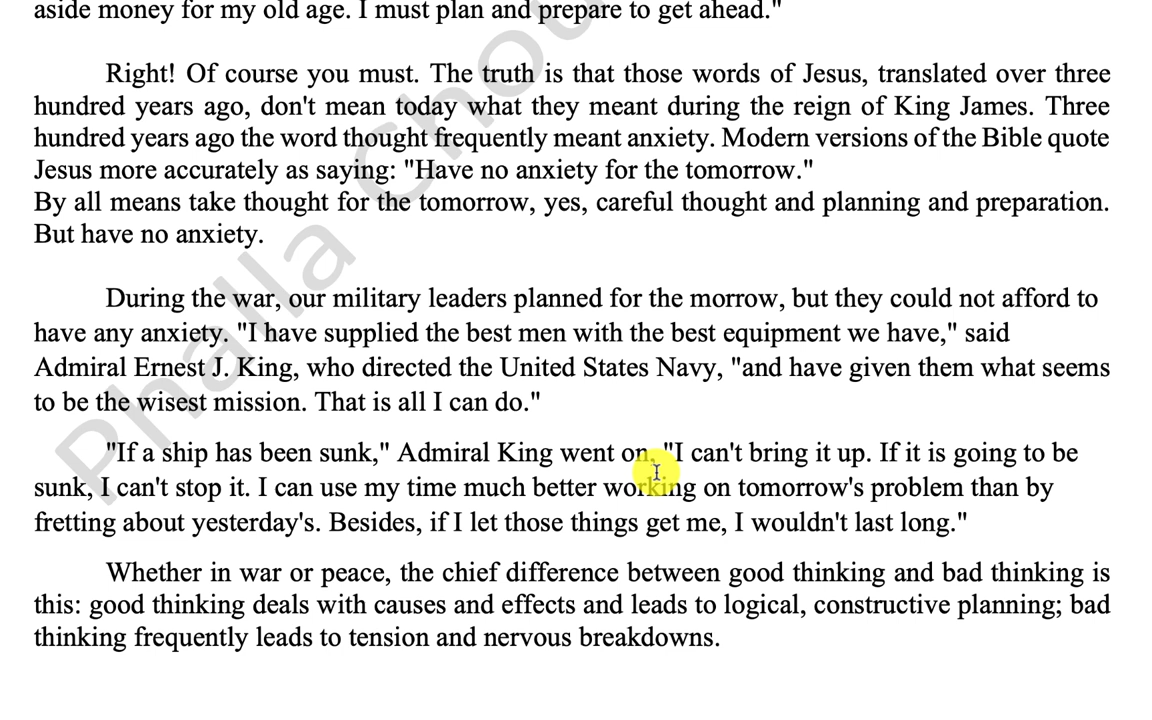 aside money for my old age. I must plan and prepare to get ahead."
Right! Of course you must. The truth is that those words of Jesus, translated over three
hundred years ago, don't mean today what they meant during the reign of King James. Three
hundred years ago the word thought frequently meant anxiety. Modern versions of the Bible quote
Jesus more accurately as saying: "Have no anxiety for the tomorrow."
By all means take thought for the tomorrow, yes, careful thought and planning and preparation.
But have no anxiety.
During the war, our military leaders planned for the morrow, but they could not afford to
have any anxiety. "I have supplied the best men with the best equipment we have," said
Admiral Ernest J. King, who directed the United States Navy, "and have given them what seems
to be the wisest mission. That is all I can do."
"If a ship has been sunk," Admiral King went on, "I can't bring it up. If it is going to be
sunk, I can't stop it. I can use my time much better working on tomorrow's problem than by
fretting about yesterday's. Besides, if I let those things get me, I wouldn't last long."
Whether in war or peace, the chief difference between good thinking and bad thinking is
this: good thinking deals with causes and effects and leads to logical, constructive planning; bad
thinking frequently leads to tension and nervous breakdowns.
Phalla